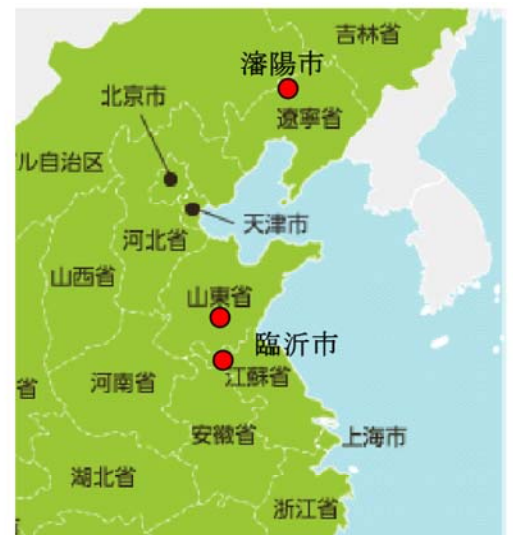 吉林省
瀋陽市
北京市
遼寧省
ル自治区
天津市
河北省
山西省
山東省
臨沂市
江蘇省
河南省
省
安徽省
上海市
湖北省
浙江省